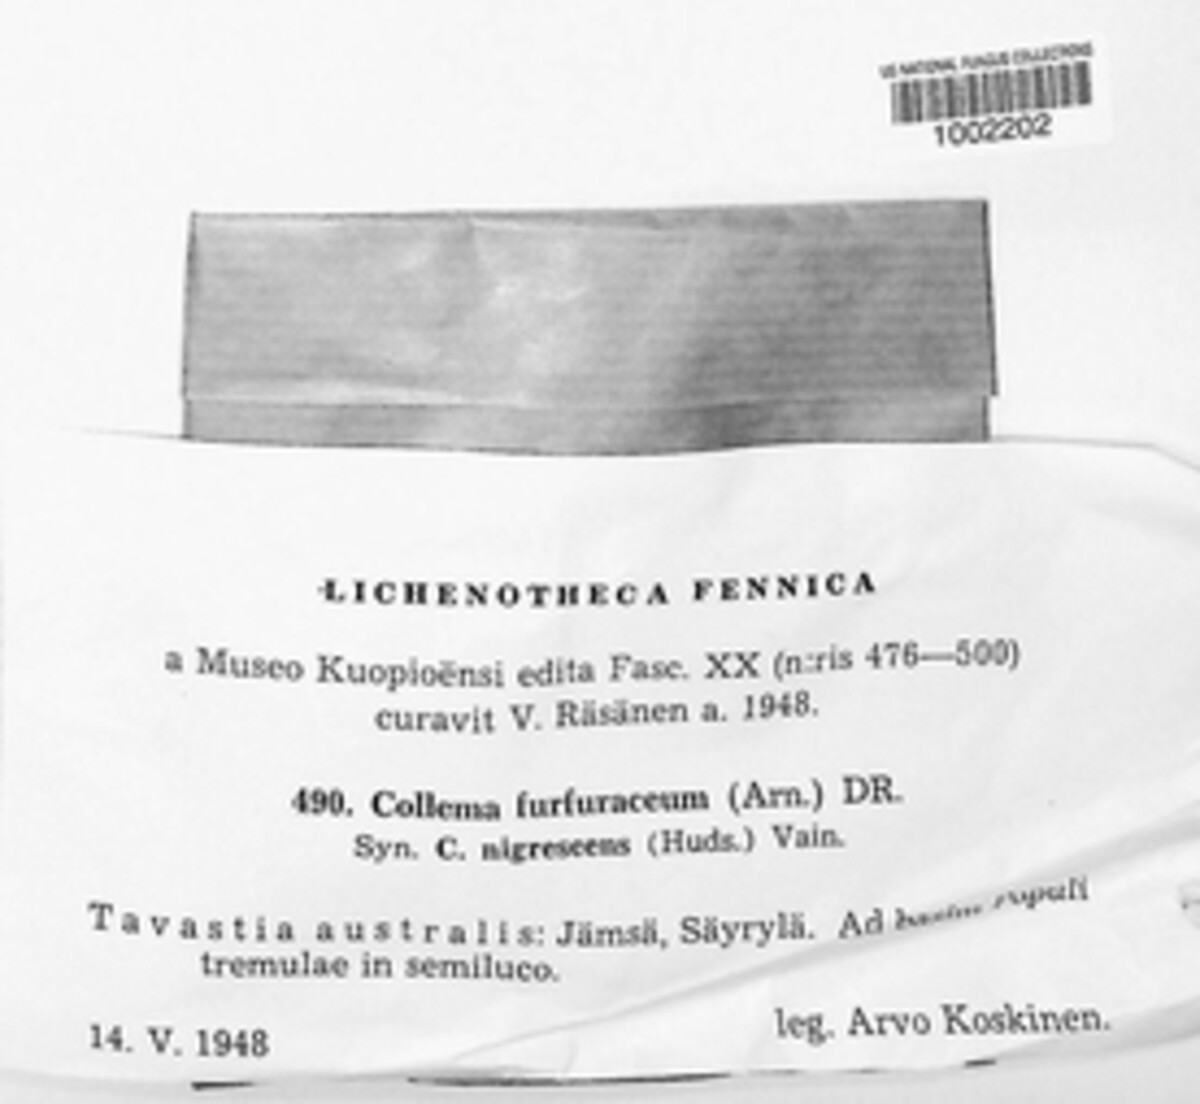 US NATIONAL FUNGUS COLLECTIONS
1002202
LICHENOTHECA FENNICA
a Museo Kuopioënsi edita Fasc. XX (n:ris 476—500)
curavit V. Räsänen a. 1948.
490. Collema furfuraceum (Arn.) DR.
Syn. C. nigrescens (Huds.) Vain.
Tavastia australis: Jämsä, Säyrylä. Ad basin populi
tremulae in semiluco.
14. V. 1948
leg. Arvo Koskinen.